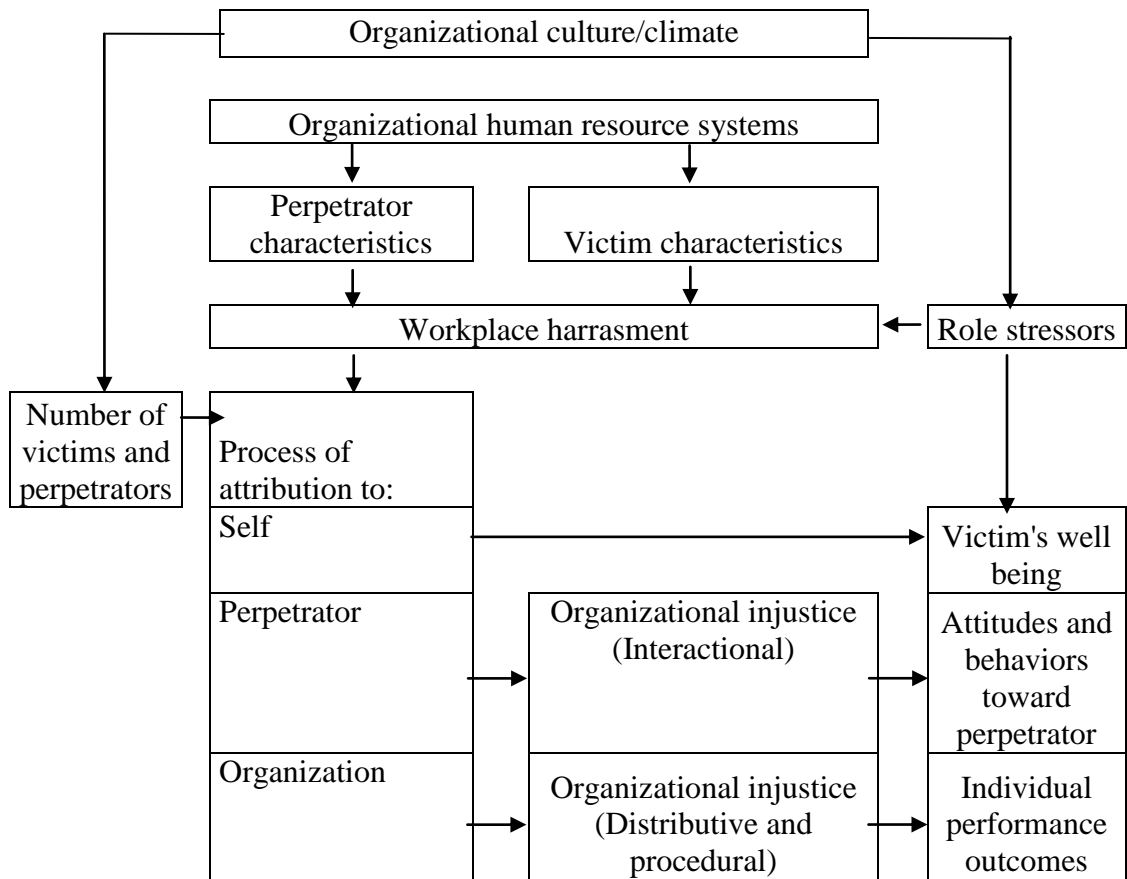 Organizational culture/climate
Organizational human resource systems
Perpetrator
characteristics
Victim characteristics
Workplace harrasment
Role stressors
Number of
victims and
perpetrators
Process of
attribution to:
Self
Victim's well
being
Perpetrator
Organizational injustice
(Interactional)
Attitudes and
behaviors
toward
perpetrator
Organization
Organizational injustice
(Distributive and
procedural)
Individual
performance
outcomes